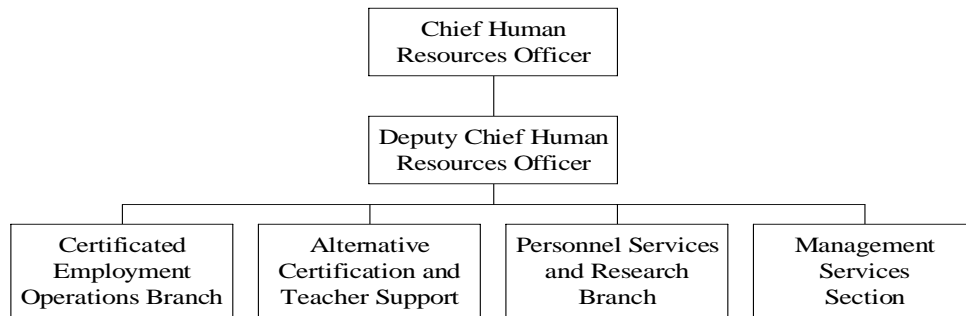 Chief Human
Resources Officer
Deputy Chief Human
Resources Officer
Certificated
Employment
Operations Branch
Alternative
Certification and
Teacher Support
Personnel Services
and Research
Branch
Management
Services
Section